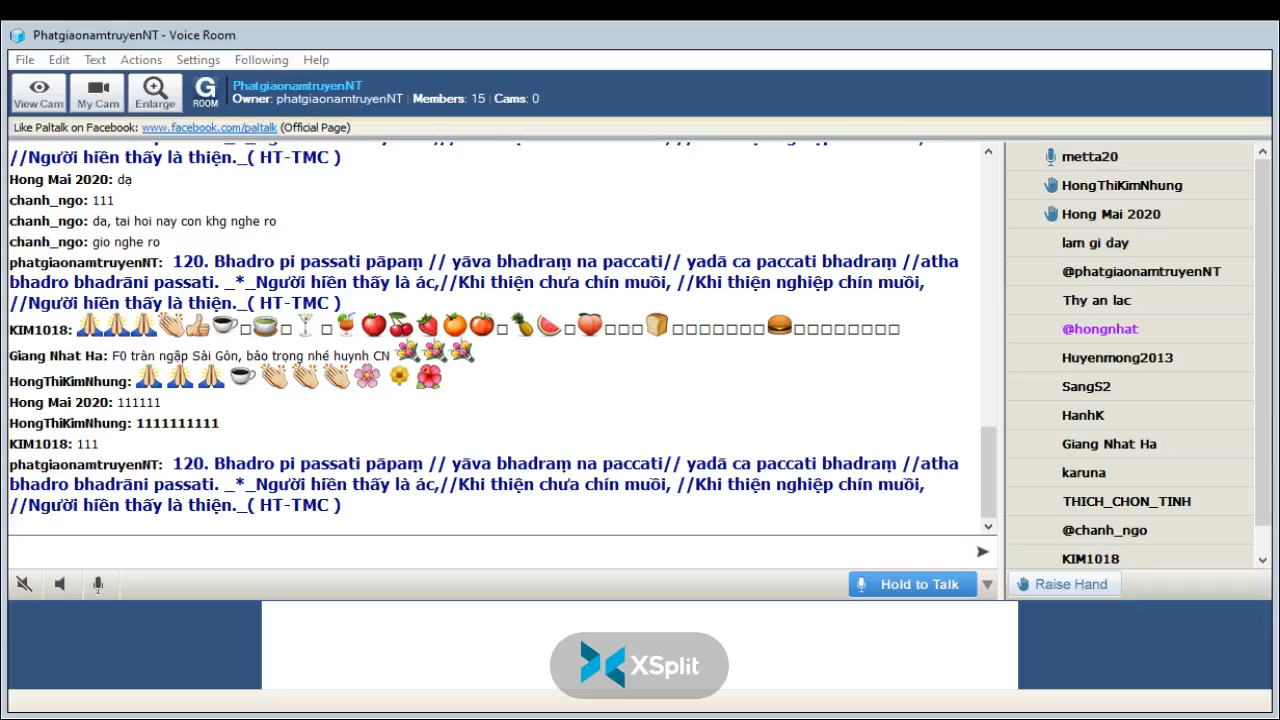 PhatgiaonamtruyenNT - Voice Room
File Edit Text Actions Settings Following Help
View Cam
My Cam
Enlarge
G
ROOM
PhatgiaonamtruyenNT
Owner: phatgiaonamtruyenNT | Members: 15 | Cams: 0
Like Paltalk on Facebook: www.facebook.com/paltalk (Official Page)
//Người hiền thấy là thiện._( HT-TMC )
Hong Mai 2020: dạ
chanh_ngo: 111
chanh_ngo: da, tai hoi nay con khg nghe ro
chanh_ngo: gio nghe ro
phatgiaonamtruyenNT: 120. Bhadro pi passati pāpaṃ // yāva bhadraṃ na paccati// yadā ca paccati bhadraṃ //atha
bhadro bhadrāni passati. _*_Người hiền thấy là ác,//Khi thiện chưa chín muồi, //Khi thiện nghiệp chín muồi,
//Người hiền thấy là thiện._( HT-TMC )
KIM1018:
Giang Nhat Ha: F0 tràn ngập Sài Gòn, bảo trọng nhé huynh CN
HongThiKimNhung:
Hong Mai 2020: 111111
HongThiKimNhung: 1111111111
KIM1018: 111
phatgiaonamtruyenNT: 120. Bhadro pi passati pāpaṃ // yāva bhadraṃ na paccati// yadā ca paccati bhadraṃ //atha
bhadro bhadrāni passati. _*_Người hiền thấy là ác,//Khi thiện chưa chín muồi, //Khi thiện nghiệp chín muồi,
//Người hiền thấy là thiện._( HT-TMC )
Hold to Talk
metta20
HongThiKimNhung
Hong Mai 2020
lam gi day
@phatgiaonamtruyenNT
Thy an lac
@hongnhat
Huyenmong2013
SangS2
HanhK
Giang Nhat Ha
karuna
THICH_CHON_TINH
@chanh_ngo
KIM1018
Raise Hand
XSplit